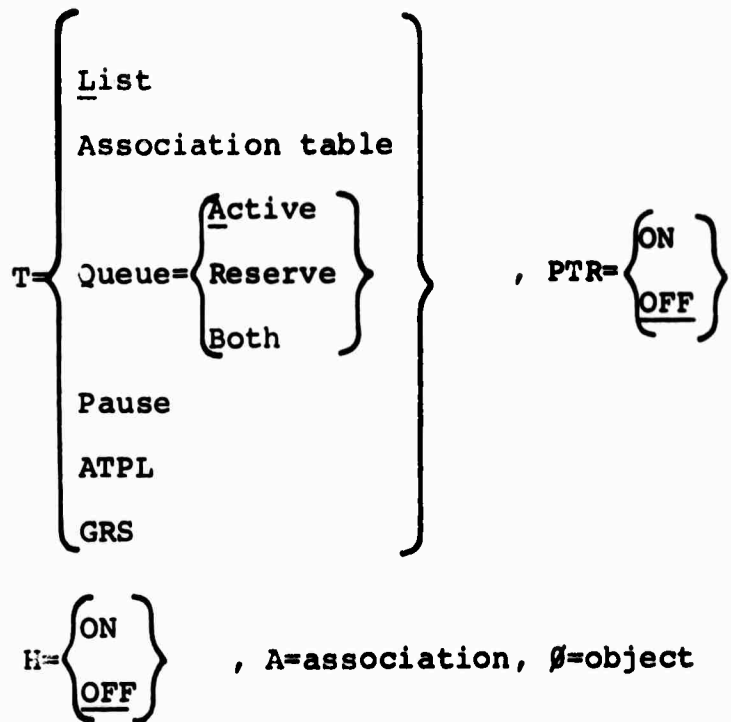 List
Association table
T= Queue= Active
Reserve
Both
, PTR= ON
OFF
Pause
ATPL
GRS
H= ON
OFF
, A=association, Ø=object